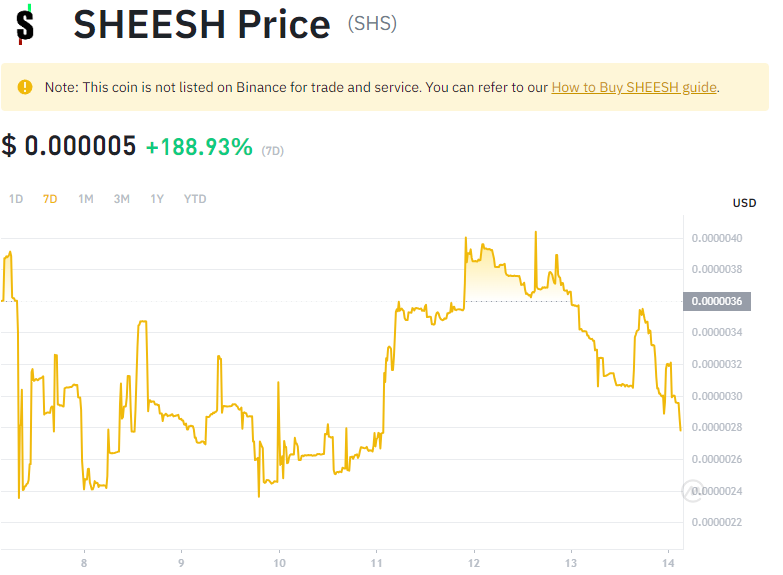 SHEESH Price (SHS)
Note: This coin is not listed on Binance for trade and service. You can refer to our How to Buy SHEESH guide.
$ 0.000005 +188.93% (7D)
1D 7D 1M 3M 1Y YTD
USD
0.0000040
0.0000038
0.0000036
0.0000034
0.0000032
0.0000030
0.0000028
0.0000026
0.0000024
0.0000022
8 9 10 11 12 13 14